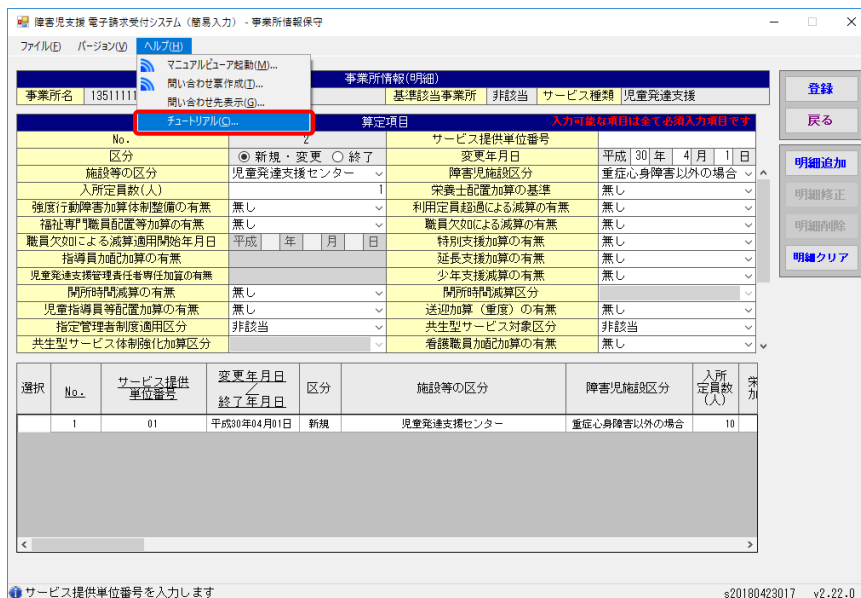 障害児支援 電子請求受付システム (簡易入力) - 事業所情報保守
ファイル(F) バージョン(V) ヘルプ(H)
マニュアルビューア起動(M)...
問い合わせ票作成(T)...
問い合わせ先表示(G)...
チュートリアル(C)...
事業所情報(明細)
事業所名 13511111 基準該当事業所 非該当 サービス種類 児童発達支援
算定項目 入力可能な項目は全て必須入力項目です
No. 2 サービス提供単位番号
区分 新規・変更 終了 変更年月日 平成 30 年 4 月 1 日
施設等の区分 児童発達支援センター 障害児施設区分 重症心身障害以外の場合
入所定員数(人) 1 栄養士配置加算の基準 無し
強度行動障害加算体制整備の有無 無し 利用定員超過による減算の有無 無し
福祉専門職員配置等加算の有無 無し 職員欠如による減算の有無 無し
職員欠如による減算適用開始年月日 平成 年 月 日 特別支援加算の有無 無し
指導員加配加算の有無 延長支援加算の有無 無し
児童発達支援管理責任者専任加算の有無 少年支援減算の有無 無し
開所時間減算の有無 無し 開所時間減算区分
児童指導員等配置加算の有無 無し 送迎加算 (重度) の有無 無し
指定管理者制度適用区分 非該当 共生型サービス対象区分 非該当
共生型サービス体制強化加算区分 看護職員加配加算の有無 無し
登録
戻る
明細追加
明細修正
明細削除
明細クリア
選択 No. サービス提供単位番号 変更年月日/終了年月日 区分 施設等の区分 障害児施設区分 入所定員数(人) 栄加
1 01 平成30年04月01日 新規 児童発達支援センター 重症心身障害以外の場合 10
サービス提供単位番号を入力します s20180423017 v2.22.0